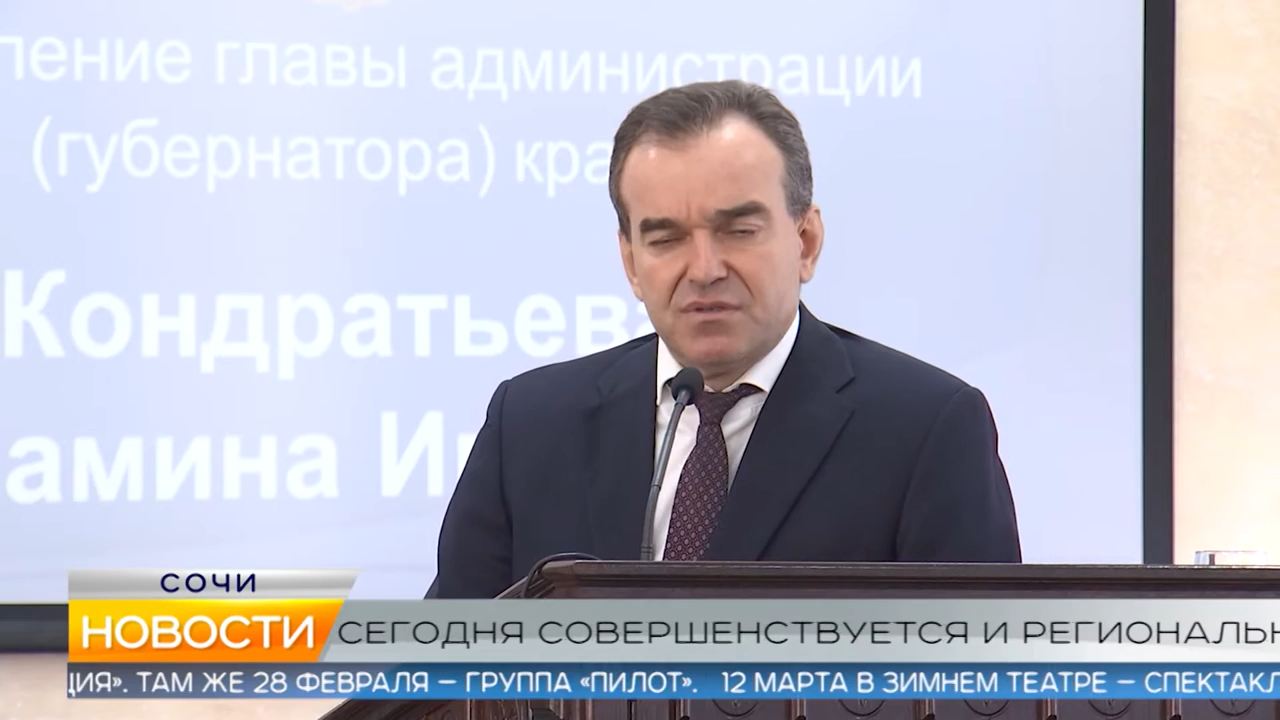 ление главы администрации
(губернатора) кра
Кондратьева
амина И
СОЧИ
НОВОСТИ
СЕГОДНЯ СОВЕРШЕНСТВУЕТСЯ И РЕГИОНАЛЬН
ЦИЯ». ТАМ ЖЕ 28 ФЕВРАЛЯ – ГРУППА «ПИЛОТ». 12 МАРТА В ЗИМНЕМ ТЕАТРЕ – СПЕКТАКЛ